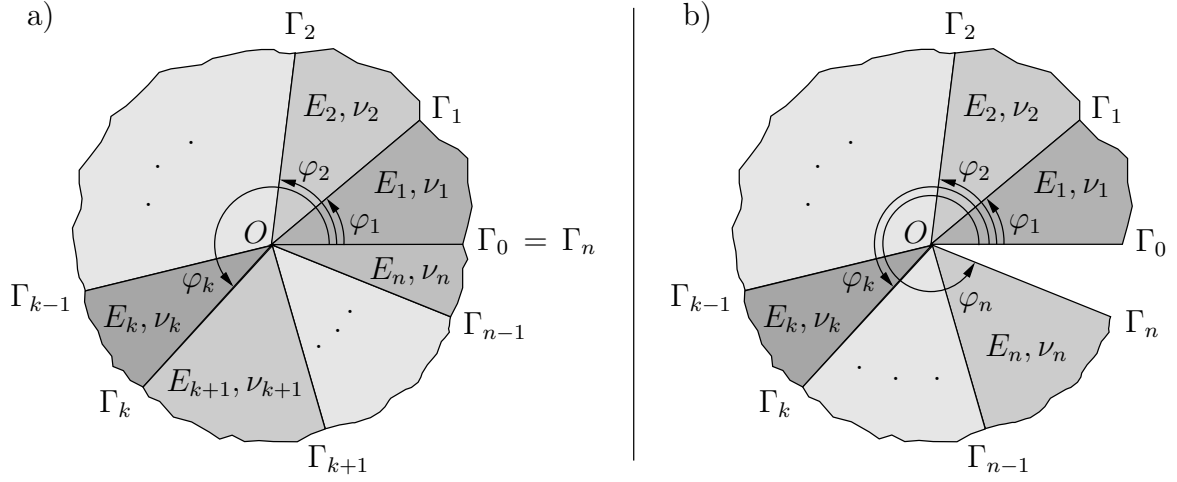 a)
Γ₂
E₂, ν₂
Γ₁
φ₂
E₁, ν₁
φ₁
O
Γ₀ = Γₙ
Eₙ, νₙ
φₖ
Γₖ₋₁
Eₖ, νₖ
Γₙ₋₁
Eₖ₊₁, νₖ₊₁
Γₖ
Γₖ₊₁
b)
Γ₂
E₂, ν₂
Γ₁
φ₂
E₁, ν₁
φ₁
O
Γ₀
φₖ
Γₖ₋₁
φₙ
Eₖ, νₖ
Γₙ
Eₙ, νₙ
Γₖ
Γₙ₋₁